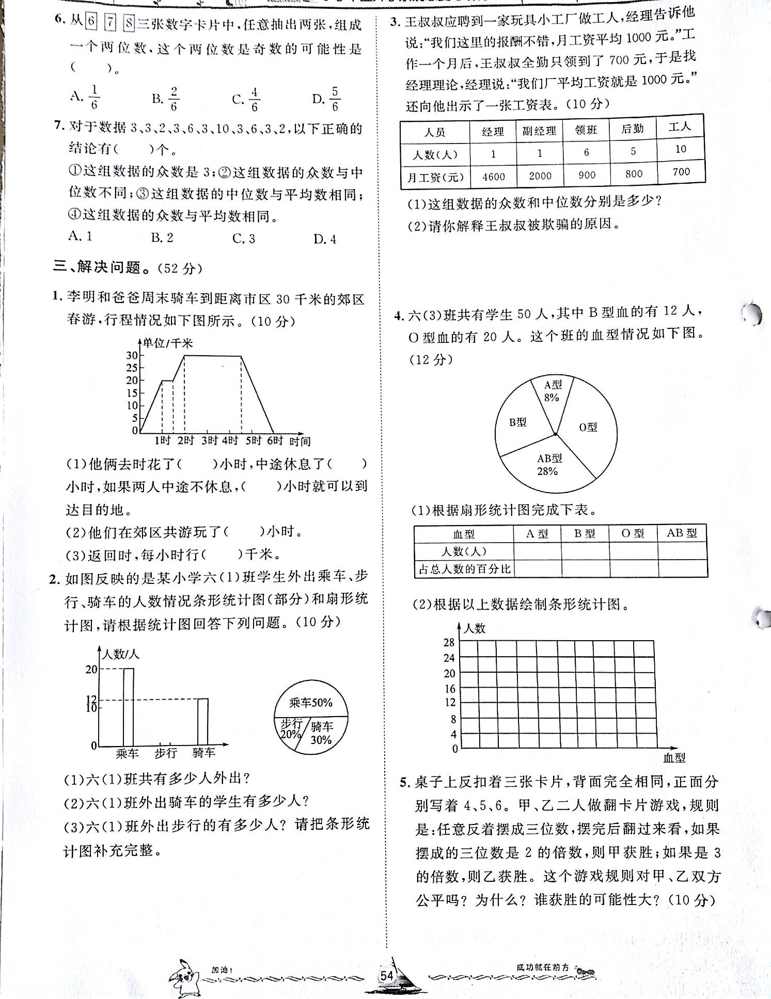 6. 从 6 7 8 三张数字卡片中,任意抽出两张,组成
一个两位数,这个两位数是奇数的可能性是
(    )。
A. 1/6  B. 2/6  C. 4/6  D. 5/6
7. 对于数据 3、3、2、3、6、3、10、3、6、3、2,以下正确的
结论有(    )个。
①这组数据的众数是 3;②这组数据的众数与中
位数不同;③这组数据的中位数与平均数相同;
④这组数据的众数与平均数相同。
A. 1  B. 2  C. 3  D. 4
三、解决问题。(52 分)
1. 李明和爸爸周末骑车到距离市区 30 千米的郊区
春游,行程情况如下图所示。(10 分)
单位/千米
30
25
20
15
10
5
0
1时 2时 3时 4时 5时 6时 时间
(1)他俩去时花了(    )小时,中途休息了(    )
小时,如果两人中途不休息,(    )小时就可以到
达目的地。
(2)他们在郊区共游玩了(    )小时。
(3)返回时,每小时行(    )千米。
2. 如图反映的是某小学六(1)班学生外出乘车、步
行、骑车的人数情况条形统计图(部分)和扇形统
计图,请根据统计图回答下列问题。(10 分)
人数/人
20
12
10
0
乘车 步行 骑车
乘车50%
步行
20%
骑车
30%
(1)六(1)班共有多少人外出?
(2)六(1)班外出骑车的学生有多少人?
(3)六(1)班外出步行的有多少人? 请把条形统
计图补充完整。
3. 王叔叔应聘到一家玩具小工厂做工人,经理告诉他
说:“我们这里的报酬不错,月工资平均 1000 元。”工
作一个月后,王叔叔全勤只领到了 700 元,于是找
经理理论,经理说:“我们厂平均工资就是 1000 元。”
还向他出示了一张工资表。(10 分)
人员 经理 副经理 领班 后勤 工人
人数(人) 1 1 6 5 10
月工资(元) 4600 2000 900 800 700
(1)这组数据的众数和中位数分别是多少?
(2)请你解释王叔叔被欺骗的原因。
4. 六(3)班共有学生 50 人,其中 B 型血的有 12 人,
O 型血的有 20 人。这个班的血型情况如下图。
(12 分)
A型
8%
B型
O型
AB型
28%
(1)根据扇形统计图完成下表。
血型 A 型 B 型 O 型 AB 型
人数(人)
占总人数的百分比
(2)根据以上数据绘制条形统计图。
人数
28
24
20
16
12
8
4
0
血型
5. 桌子上反扣着三张卡片,背面完全相同,正面分
别写着 4、5、6。甲、乙二人做翻卡片游戏,规则
是:任意反着摆成三位数,摆完后翻过来看,如果
摆成的三位数是 2 的倍数,则甲获胜;如果是 3
的倍数,则乙获胜。这个游戏规则对甲、乙双方
公平吗? 为什么? 谁获胜的可能性大?(10 分)
加油!
54
成功就在前方